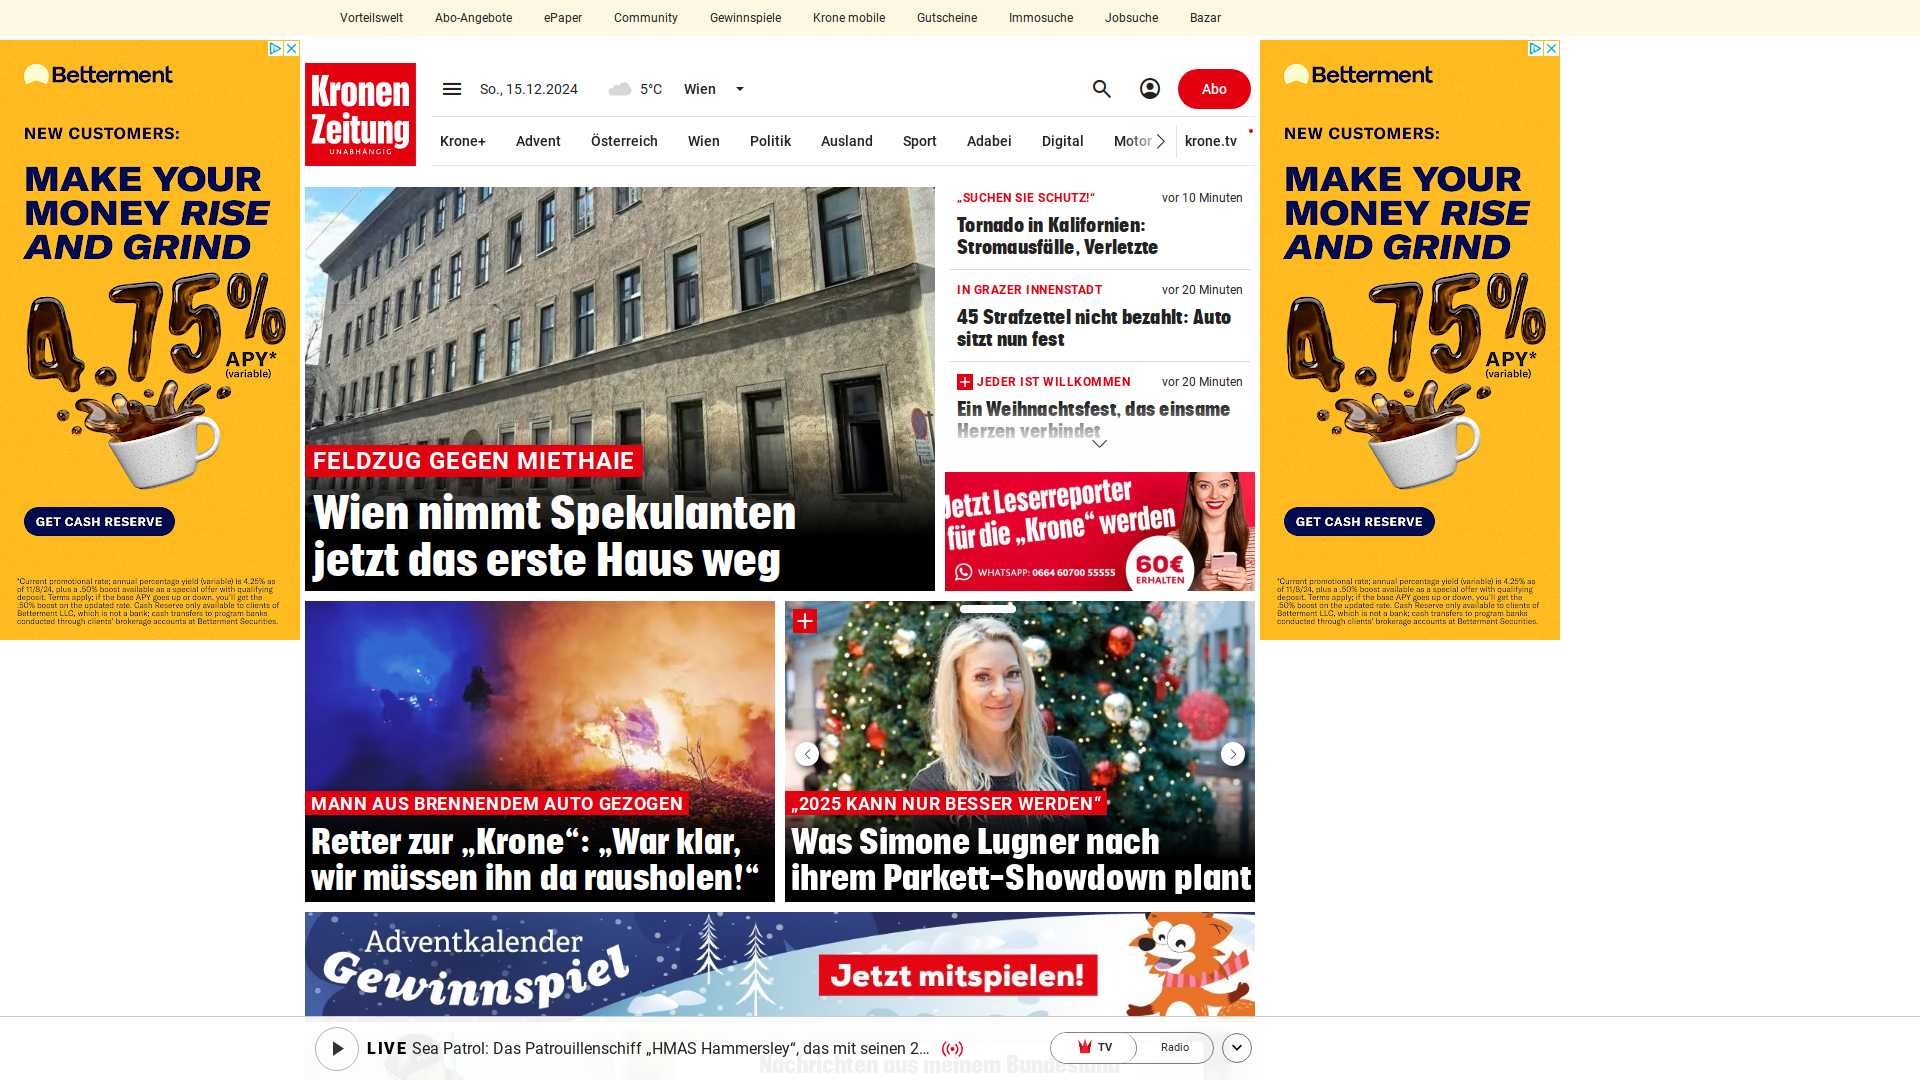 Vorteilswelt
Abo-Angebote
ePaper
Community
Gewinnspiele
Krone mobile
Gutscheine
Immosuche
Jobsuche
Bazar
Betterment
NEW CUSTOMERS:
MAKE YOUR
MONEY RISE
AND GRIND
4.75%
APY*
(variable)
GET CASH RESERVE
*Current promotional rate; annual percentage yield (variable) is 4.25% as
of 11/8/24, plus a .50% boost available as a special offer with qualifying
deposit. Terms apply; if the base APY goes up or down, you'll get the
.50% boost on the updated rate. Cash Reserve only available to clients of
Betterment LLC, which is not a bank; cash transfers to program banks
conducted through clients' brokerage accounts at Betterment Securities.
Kronen
Zeitung
UNABHÄNGIG
So., 15.12.2024
5°C
Wien
Abo
Krone+
Advent
Österreich
Wien
Politik
Ausland
Sport
Adabei
Digital
Motor
krone.tv
FELDZUG GEGEN MIETHAIE
Wien nimmt Spekulanten
jetzt das erste Haus weg
„SUCHEN SIE SCHUTZ!“
vor 10 Minuten
Tornado in Kalifornien:
Stromausfälle, Verletzte
IN GRAZER INNENSTADT
vor 20 Minuten
45 Strafzettel nicht bezahlt: Auto
sitzt nun fest
JEDER IST WILLKOMMEN
vor 20 Minuten
Ein Weihnachtsfest, das einsame
Herzen verbindet
Jetzt Leserreporter
für die „Krone“ werden
WHATSAPP: 0664 60700 55555
60€
ERHALTEN
MANN AUS BRENNENDEM AUTO GEZOGEN
Retter zur „Krone“: „War klar,
wir müssen ihn da rausholen!“
„2025 KANN NUR BESSER WERDEN“
Was Simone Lugner nach
ihrem Parkett-Showdown plant
Adventkalender
Gewinnspiel
Jetzt mitspielen!
LIVE Sea Patrol: Das Patrouillenschiff „HMAS Hammersley“, das mit seinen 2...
TV
Radio
Nachrichten aus meinem Bundesland
Betterment
NEW CUSTOMERS:
MAKE YOUR
MONEY RISE
AND GRIND
4.75%
APY*
(variable)
GET CASH RESERVE
*Current promotional rate; annual percentage yield (variable) is 4.25% as
of 11/8/24, plus a .50% boost available as a special offer with qualifying
deposit. Terms apply; if the base APY goes up or down, you'll get the
.50% boost on the updated rate. Cash Reserve only available to clients of
Betterment LLC, which is not a bank; cash transfers to program banks
conducted through clients' brokerage accounts at Betterment Securities.